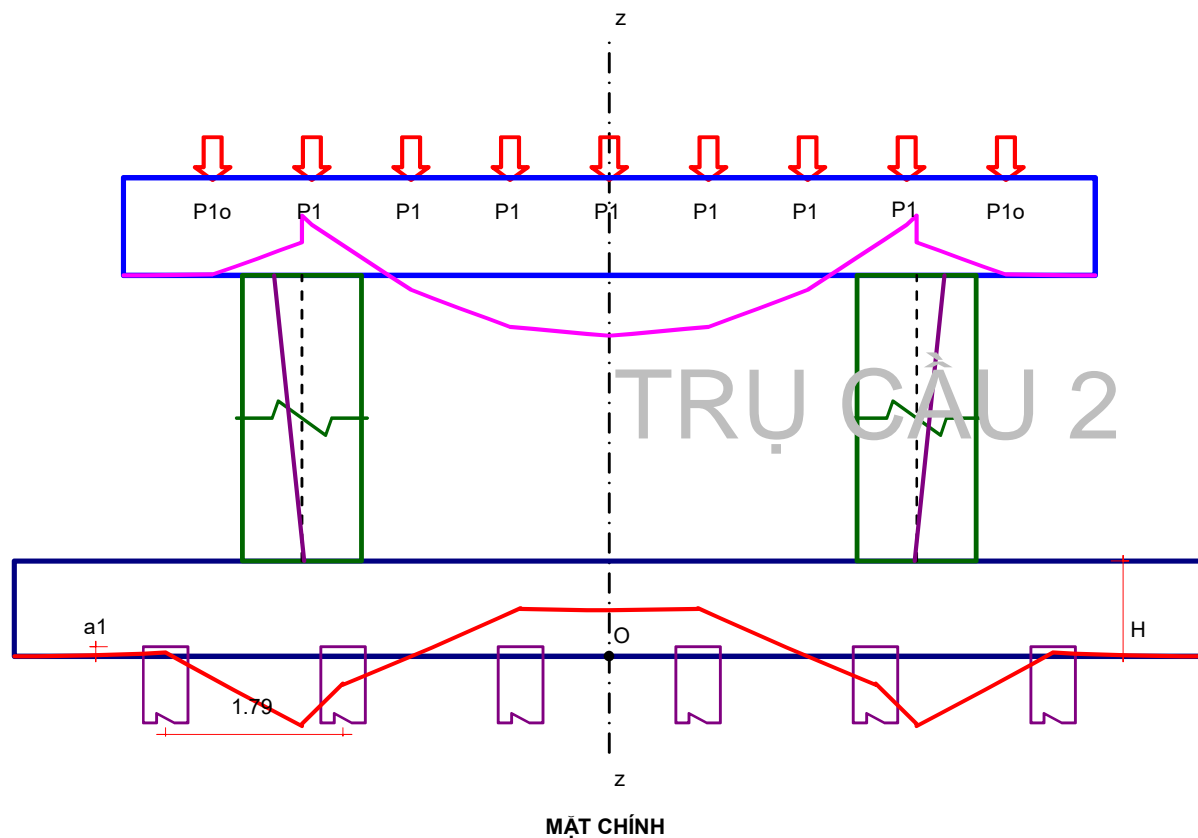 z
P1o P1 P1 P1 P1 P1 P1 P1 P1o
TRỤ CẦU 2
a1
O
H
1.79
z
MẶT CHÍNH